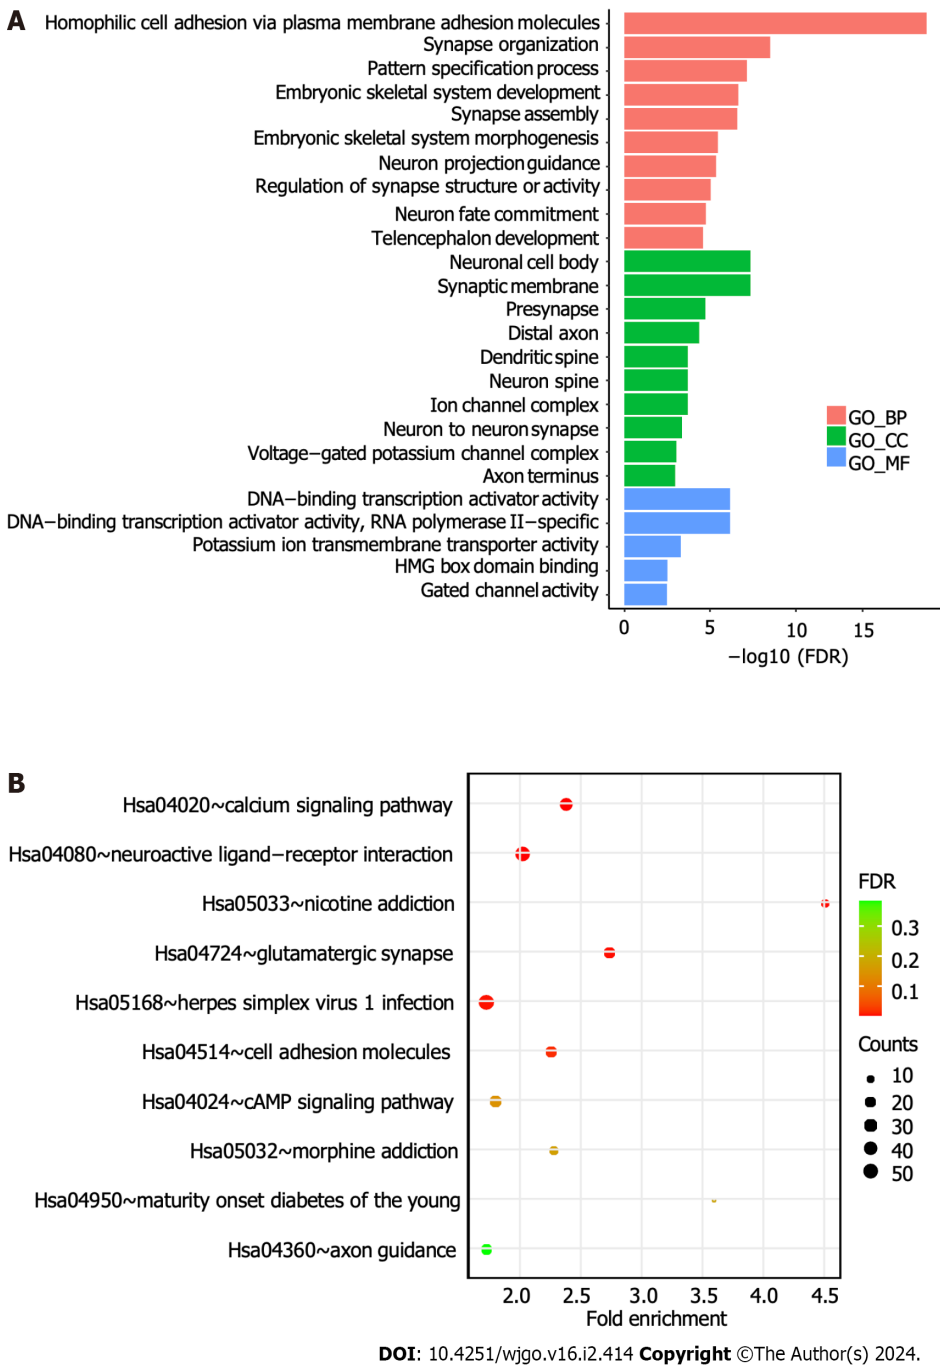 A
Homophilic cell adhesion via plasma membrane adhesion molecules
Synapse organization
Pattern specification process
Embryonic skeletal system development
Synapse assembly
Embryonic skeletal system morphogenesis
Neuron projection guidance
Regulation of synapse structure or activity
Neuron fate commitment
Telencephalon development
Neuronal cell body
Synaptic membrane
Presynapse
Distal axon
Dendritic spine
Neuron spine
Ion channel complex
Neuron to neuron synapse
Voltage−gated potassium channel complex
Axon terminus
DNA−binding transcription activator activity
DNA−binding transcription activator activity, RNA polymerase II−specific
Potassium ion transmembrane transporter activity
HMG box domain binding
Gated channel activity
GO_BP
GO_CC
GO_MF
0 5 10 15
−log10 (FDR)
B
Hsa04020~calcium signaling pathway
Hsa04080~neuroactive ligand−receptor interaction
Hsa05033~nicotine addiction
Hsa04724~glutamatergic synapse
Hsa05168~herpes simplex virus 1 infection
Hsa04514~cell adhesion molecules
Hsa04024~cAMP signaling pathway
Hsa05032~morphine addiction
Hsa04950~maturity onset diabetes of the young
Hsa04360~axon guidance
FDR
0.3
0.2
0.1
Counts
10
20
30
40
50
2.0 2.5 3.0 3.5 4.0 4.5
Fold enrichment
DOI: 10.4251/wjgo.v16.i2.414 Copyright ©The Author(s) 2024.